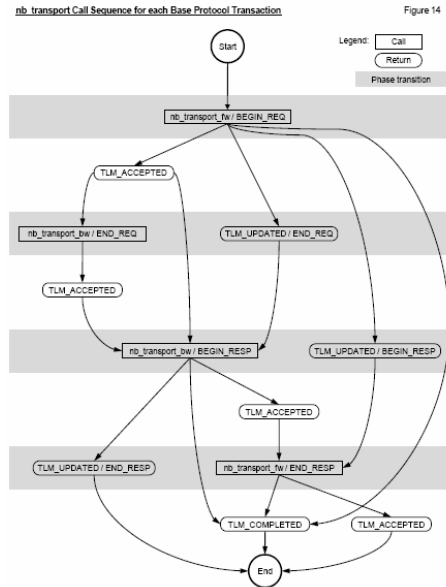 nb_transport Call Sequence for each Base Protocol Transaction Figure 14
Start
Legend: Call
Return
Phase transition
nb_transport_fw / BEGIN_REQ
TLM_ACCEPTED
nb_transport_bw / END_REQ TLM_UPDATED / END_REQ
TLM_ACCEPTED
nb_transport_bw / BEGIN_RESP TLM_UPDATED / BEGIN_RESP
TLM_ACCEPTED
TLM_UPDATED / END_RESP nb_transport_fw / END_RESP
TLM_COMPLETED TLM_ACCEPTED
End